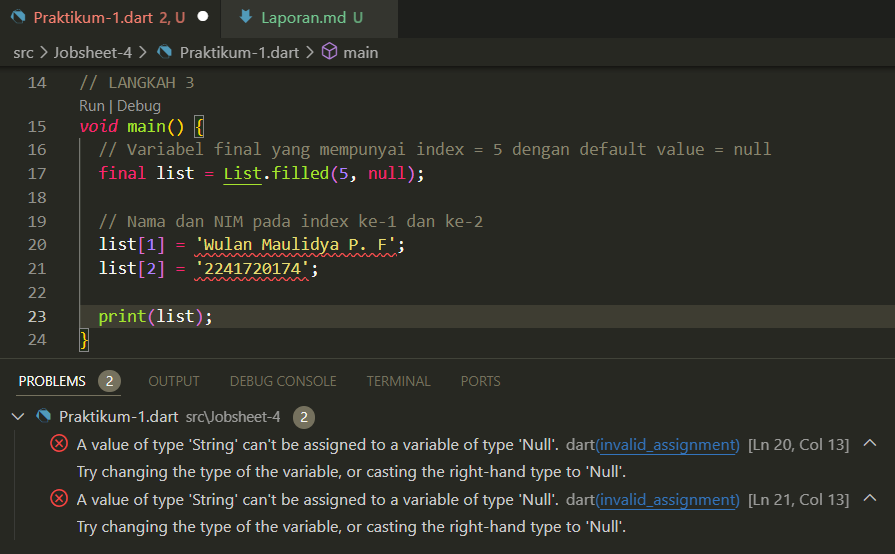 Praktikum-1.dart 2, U
Laporan.md U
src > Jobsheet-4 > Praktikum-1.dart > main
14 // LANGKAH 3
Run | Debug
15 void main() {
16 // Variabel final yang mempunyai index = 5 dengan default value = null
17 final list = List.filled(5, null);
18
19 // Nama dan NIM pada index ke-1 dan ke-2
20 list[1] = 'Wulan Maulidya P. F';
21 list[2] = '2241720174';
22
23 print(list);
24 }
PROBLEMS 2 OUTPUT DEBUG CONSOLE TERMINAL PORTS
Praktikum-1.dart src\Jobsheet-4 2
A value of type 'String' can't be assigned to a variable of type 'Null'. dart(invalid_assignment) [Ln 20, Col 13]
Try changing the type of the variable, or casting the right-hand type to 'Null'.
A value of type 'String' can't be assigned to a variable of type 'Null'. dart(invalid_assignment) [Ln 21, Col 13]
Try changing the type of the variable, or casting the right-hand type to 'Null'.